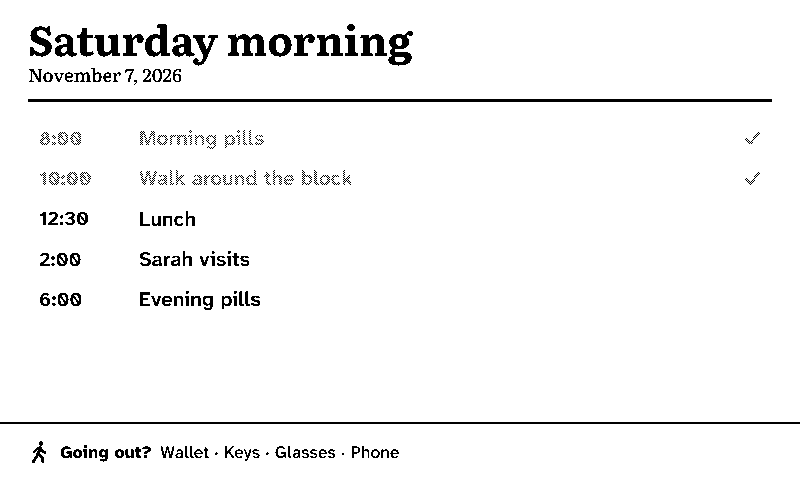 Saturday morning
November 7, 2026
8:00 Morning pills ✓
10:00 Walk around the block ✓
12:30 Lunch
2:00 Sarah visits
6:00 Evening pills
Going out? Wallet · Keys · Glasses · Phone